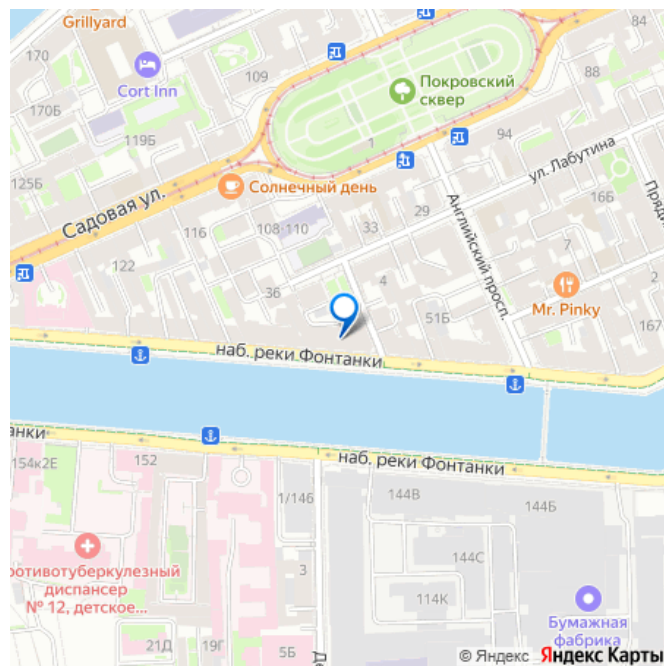 170
Grillyard
Cort Inn
109
88
84
Покровский
сквер
170Б
119Б
1
94
ул. Лабутина
125Б
Солнечный день
Садовая ул.
Английский просп.
29
16Б
116
108-110
33
7
122
36
4
51Б
Mr. Pinky
167
наб. реки Фонтанки
наб. реки Фонтанки
154к2Е
152
1/146
144В
144Б
144С
3
114К
диспансер
№ 12, детское...
Бумажная
фабрика
21Д
19Г
5Б
© Яндекс Яндекс Карты